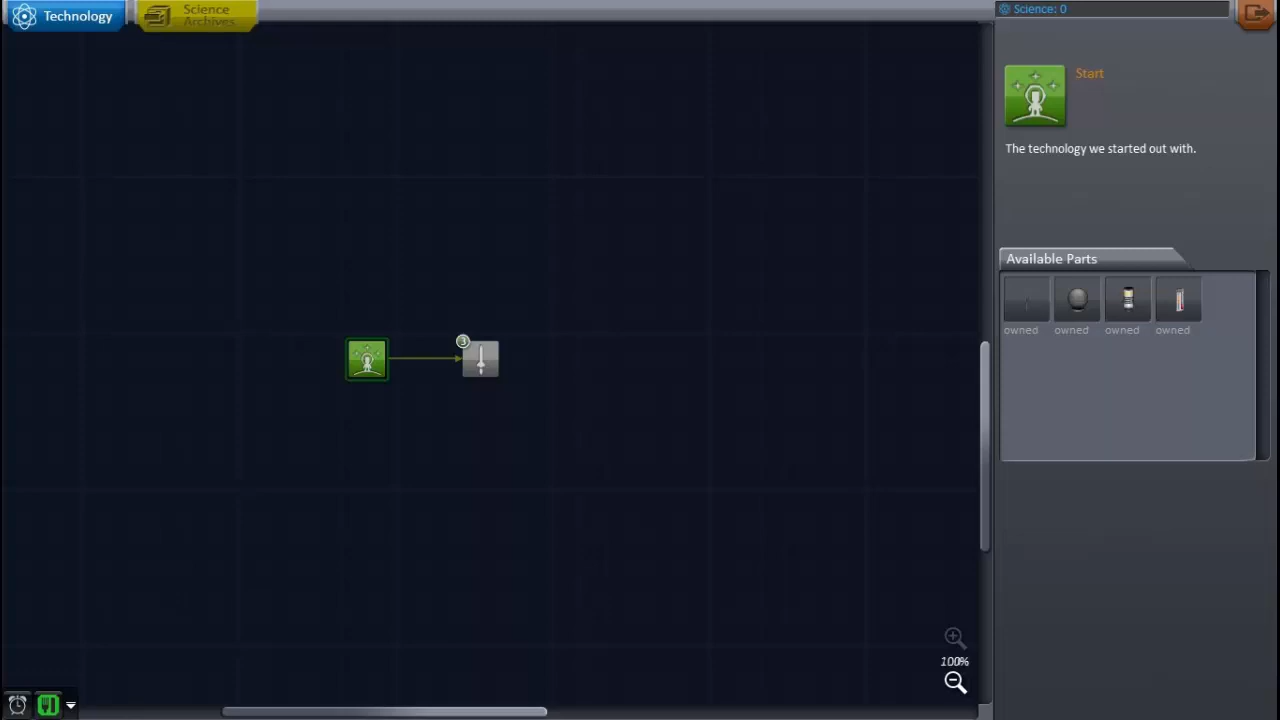 Technology
Science
Archives
Science: 0
Start
The technology we started out with.
Available Parts
owned owned owned owned
3
100%